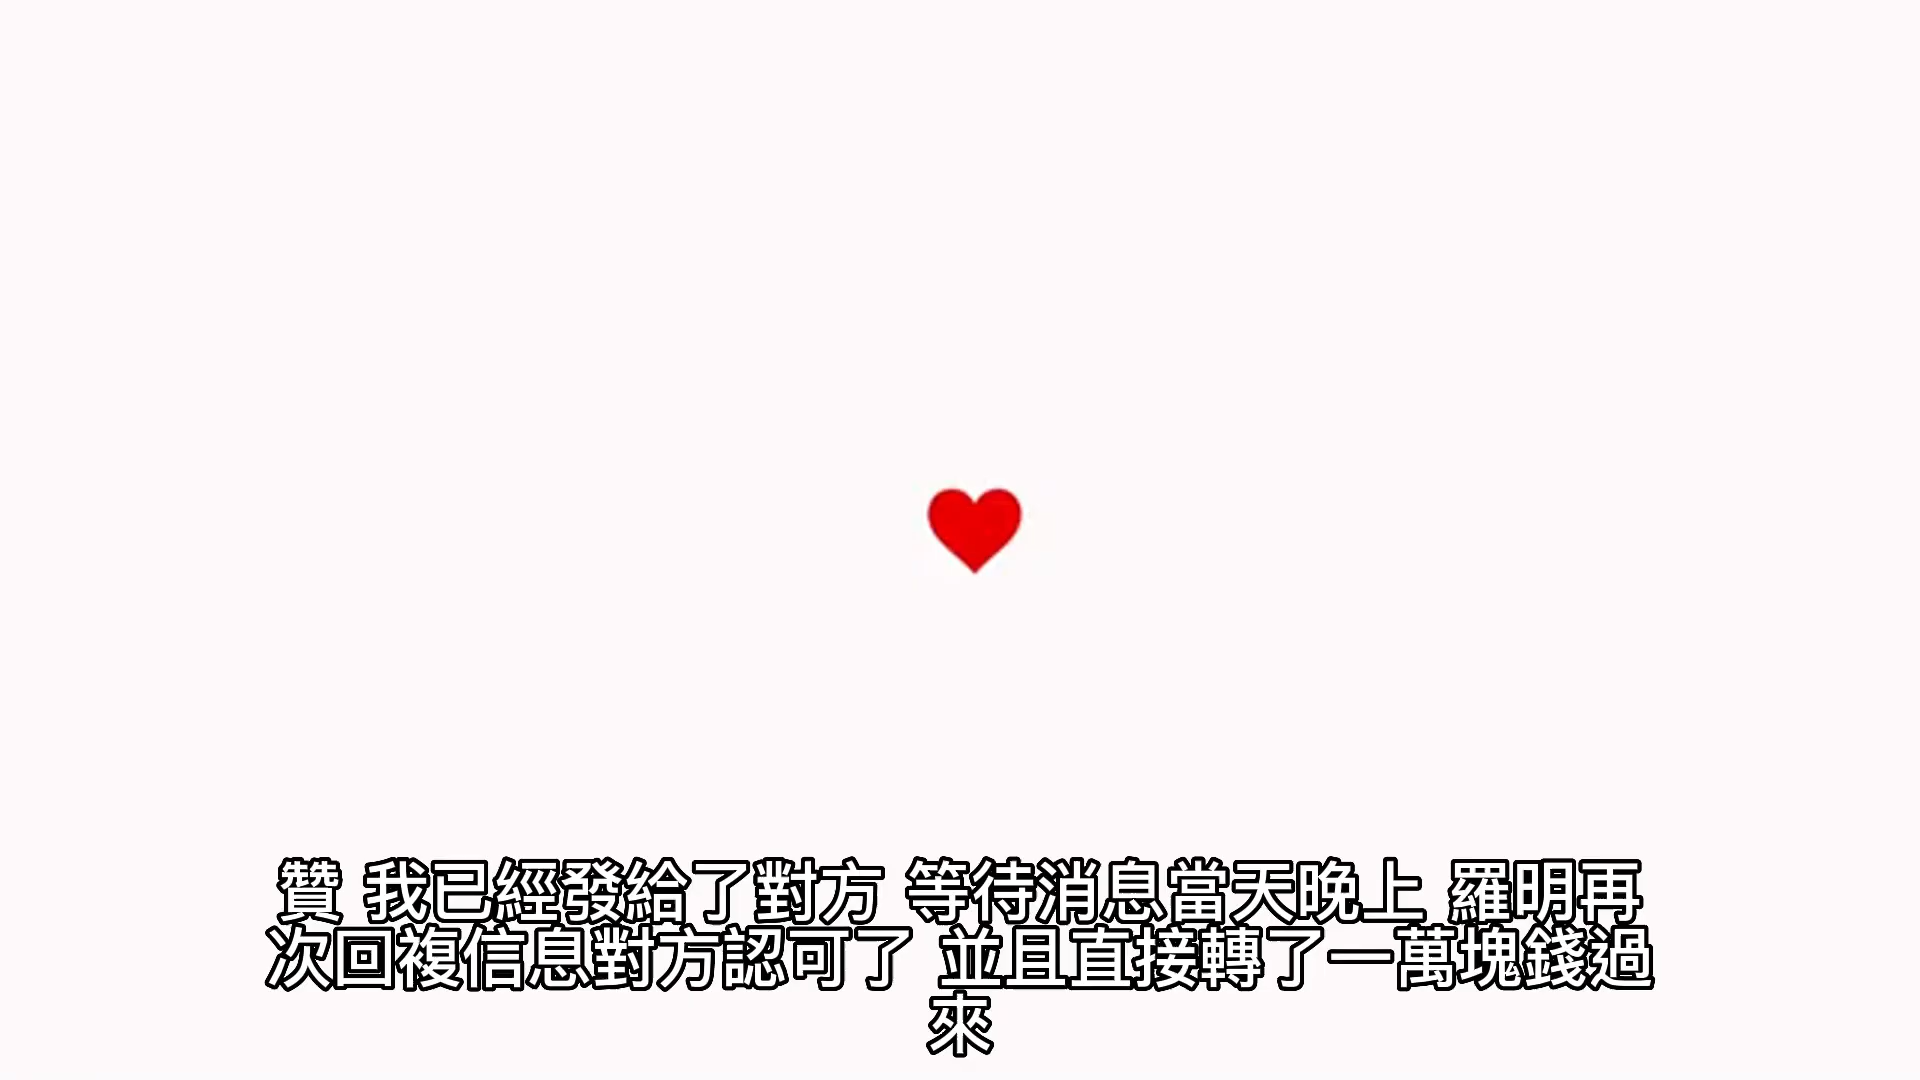 贊 我已經發給了對方 等待消息當天晚上 羅明再
次回複信息對方認可了 並且直接轉了一萬塊錢過
來